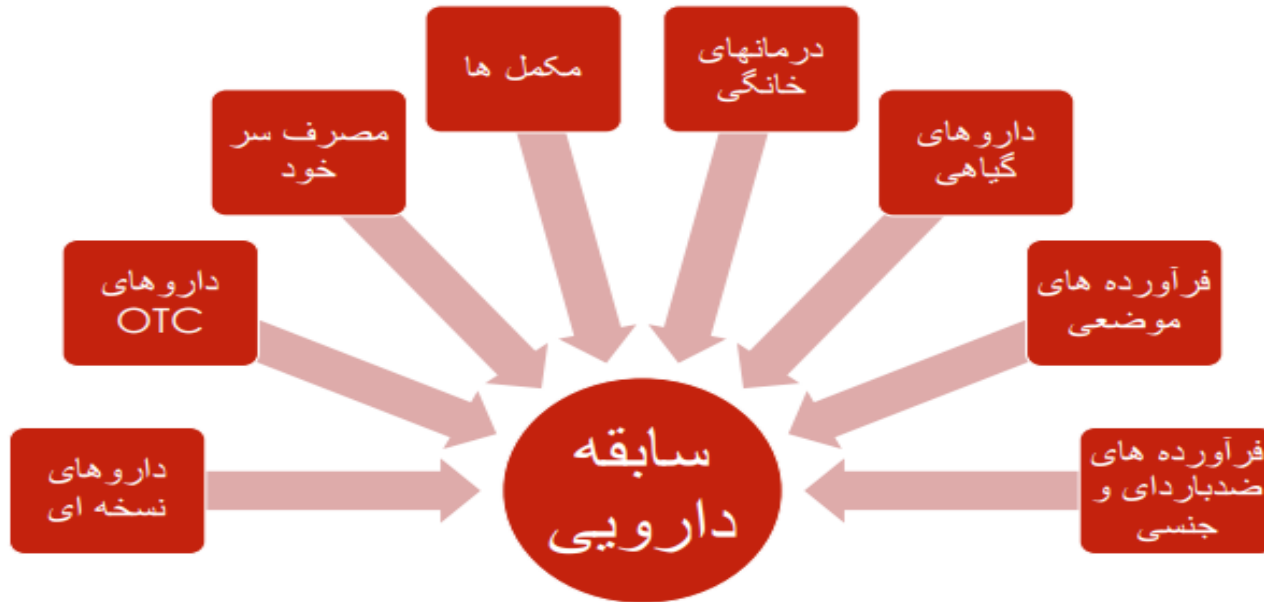 درمانهای
خانگی
مکمل ها
داروهای
گیاهی
مصرف سر
خود
فرآورده های
موضعی
داروهای
OTC
سابقه
دارویی
فرآورده های
ضدباردای و
جنسی
داروهای
نسخه ای